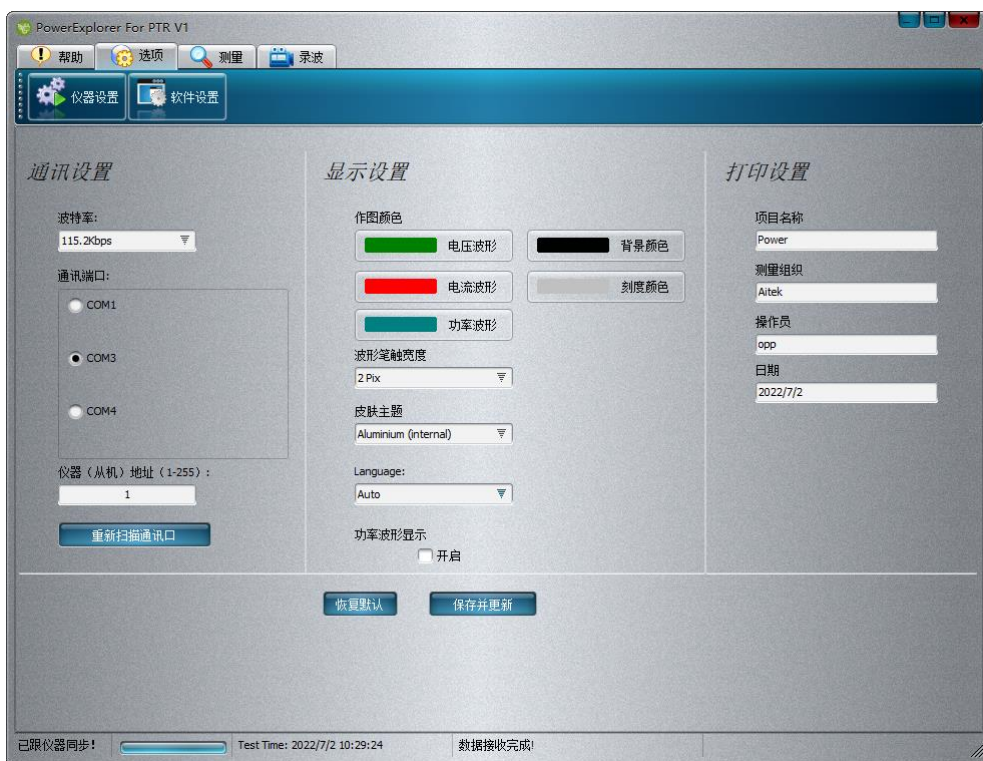 PowerExplorer For PTR V1
帮助 选项 测量 录波
仪器设置 软件设置
通讯设置
波特率:
115.2Kbps
通讯端口:
COM1
COM3
COM4
仪器（从机）地址（1-255）:
1
重新扫描通讯口
显示设置
作图颜色
电压波形 背景颜色
电流波形 刻度颜色
功率波形
波形笔触宽度
2 Pix
皮肤主题
Aluminium (internal)
Language:
Auto
功率波形显示
开启
打印设置
项目名称
Power
测量组织
Aitek
操作员
opp
日期
2022/7/2
恢复默认 保存并更新
已跟仪器同步! Test Time: 2022/7/2 10:29:24 数据接收完成!